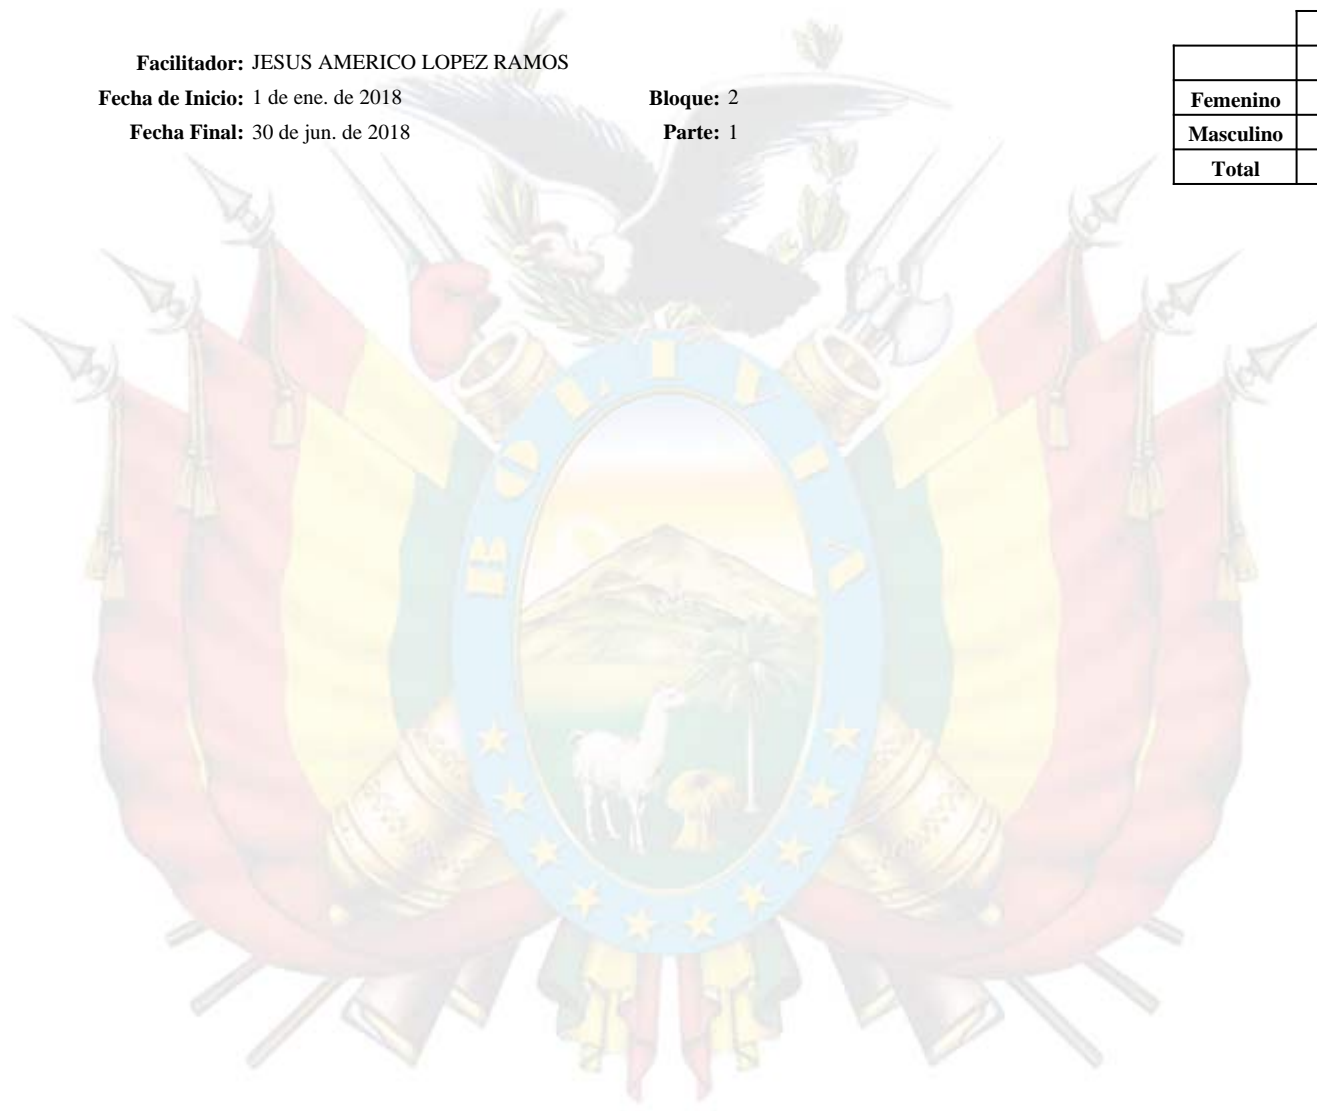 Facilitador: JESUS AMERICO LOPEZ RAMOS
Fecha de Inicio: 1 de ene. de 2018 Bloque: 2
Fecha Final: 30 de jun. de 2018 Parte: 1
Femenino
Masculino
Total
BOLIVIA